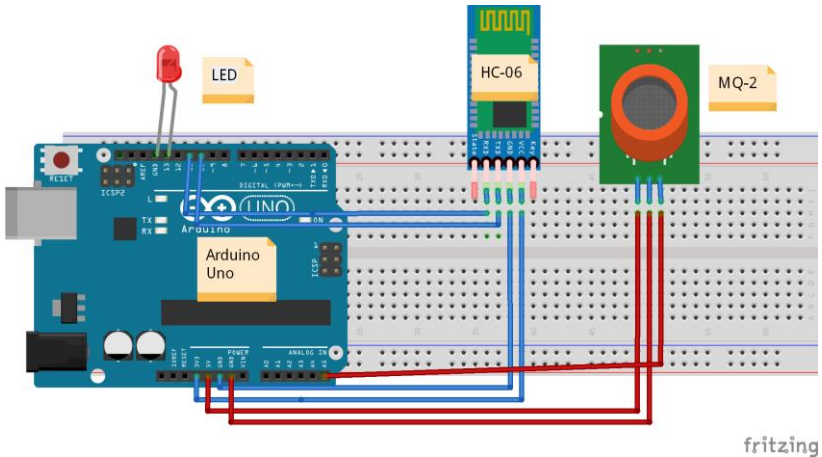 LED
HC-06
MQ-2
State
RXD
TXD
GND
VCC
Key
RESET
ICSP2
AREF
GND
13
12
~9
8
7
~6
~5
4
~3
2
TX▸1
RX◂0
DIGITAL (PWM=~)
L
TX
RX
UNO
ON
Arduino
Arduino
Uno
1
ICSP
IOREF
RESET
3V3
5V
GND
GND
VIN
POWER
ANALOG IN
A0
A1
A2
A3
A4
A5
fritzing